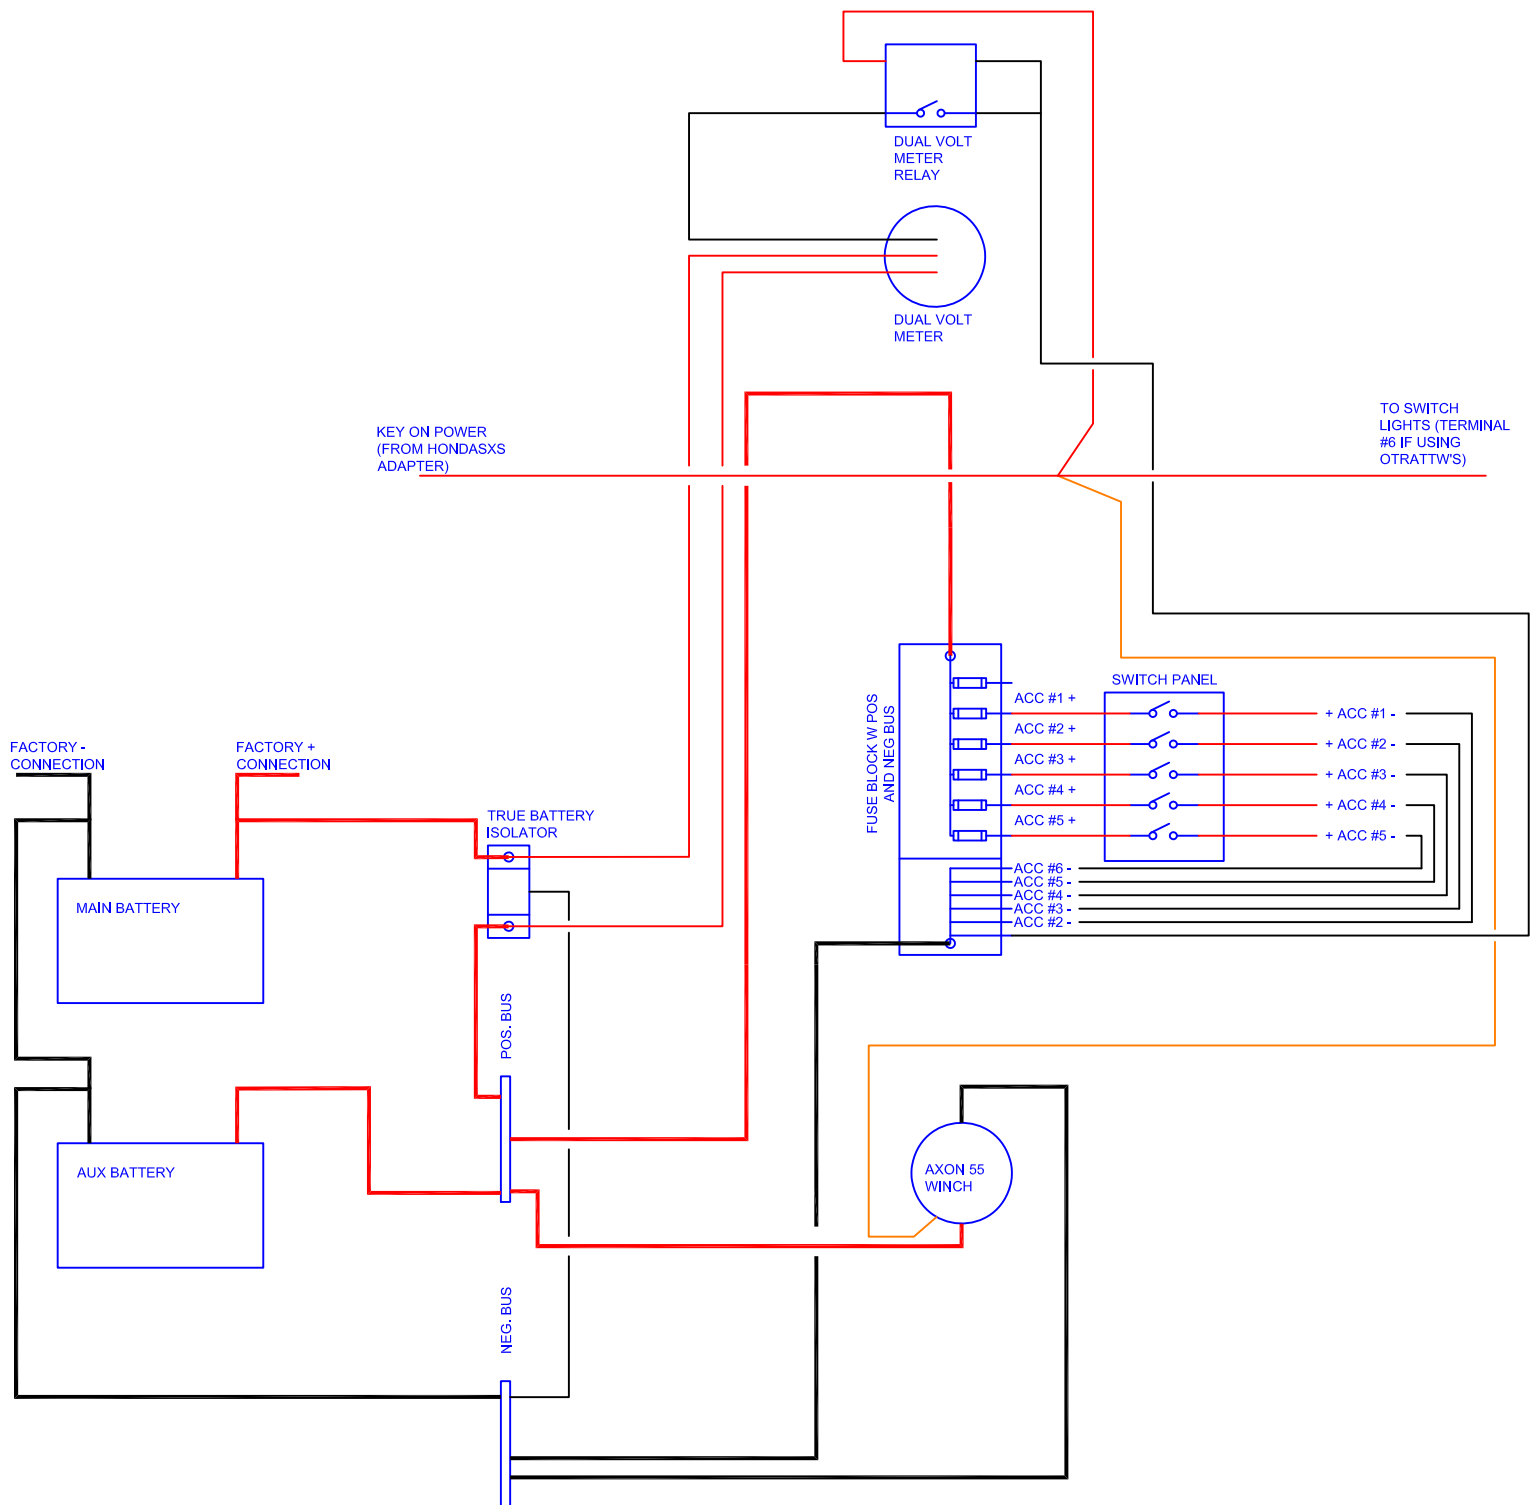 DUAL VOLT
METER
RELAY
DUAL VOLT
METER
KEY ON POWER
(FROM HONDASXS
ADAPTER)
TO SWITCH
LIGHTS (TERMINAL
#6 IF USING
OTRATTW'S)
FUSE BLOCK W POS
AND NEG BUS
SWITCH PANEL
ACC #1 +
ACC #2 +
ACC #3 +
ACC #4 +
ACC #5 +
+ ACC #1 -
+ ACC #2 -
+ ACC #3 -
+ ACC #4 -
+ ACC #5 -
ACC #6 -
ACC #5 -
ACC #4 -
ACC #3 -
ACC #2 -
FACTORY -
CONNECTION
FACTORY +
CONNECTION
TRUE BATTERY
ISOLATOR
MAIN BATTERY
POS. BUS
AUX BATTERY
AXON 55
WINCH
NEG. BUS